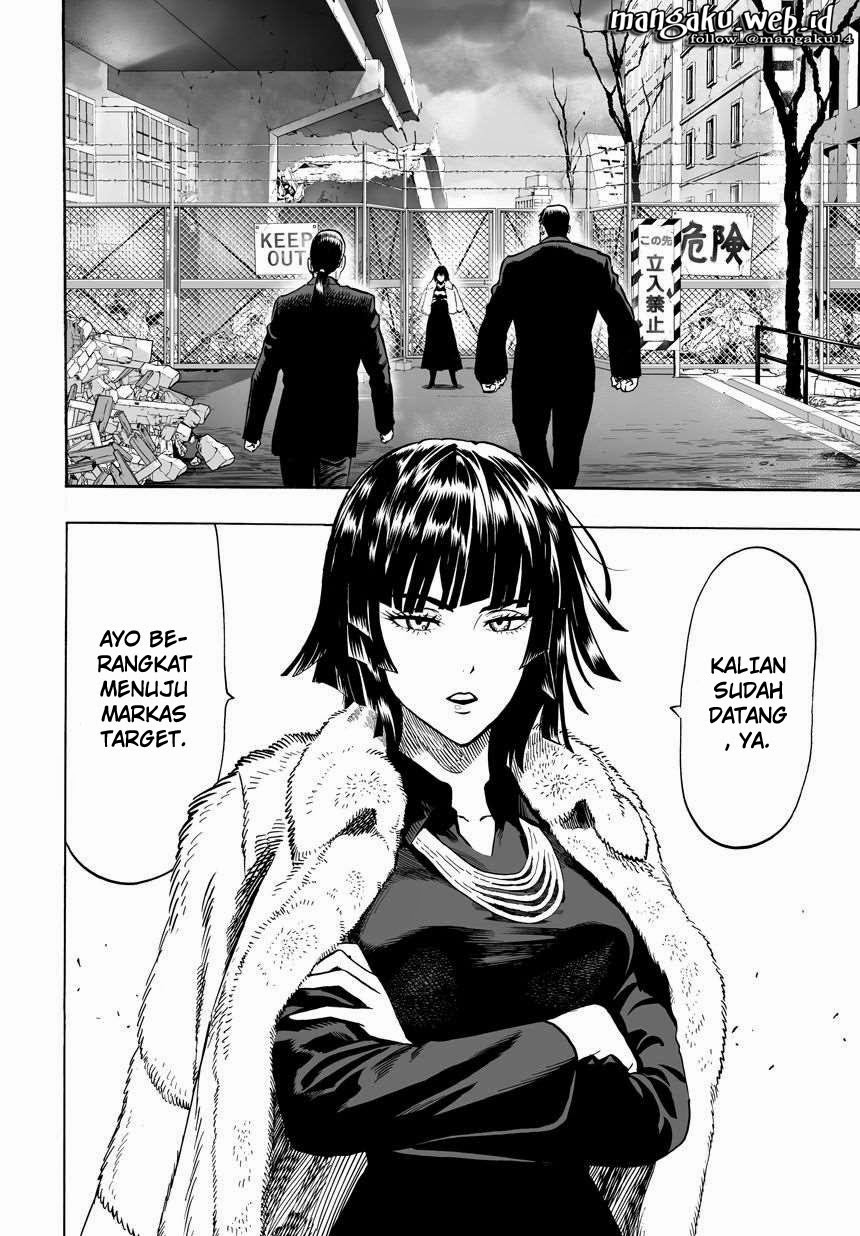 mangaku.web.id
follow @mangaku14
KEEP
OUT
この先
立入禁止
危険
KALIAN
SUDAH
DATANG
, YA.
AYO BE-
RANGKAT
MENUJU
MARKAS
TARGET.